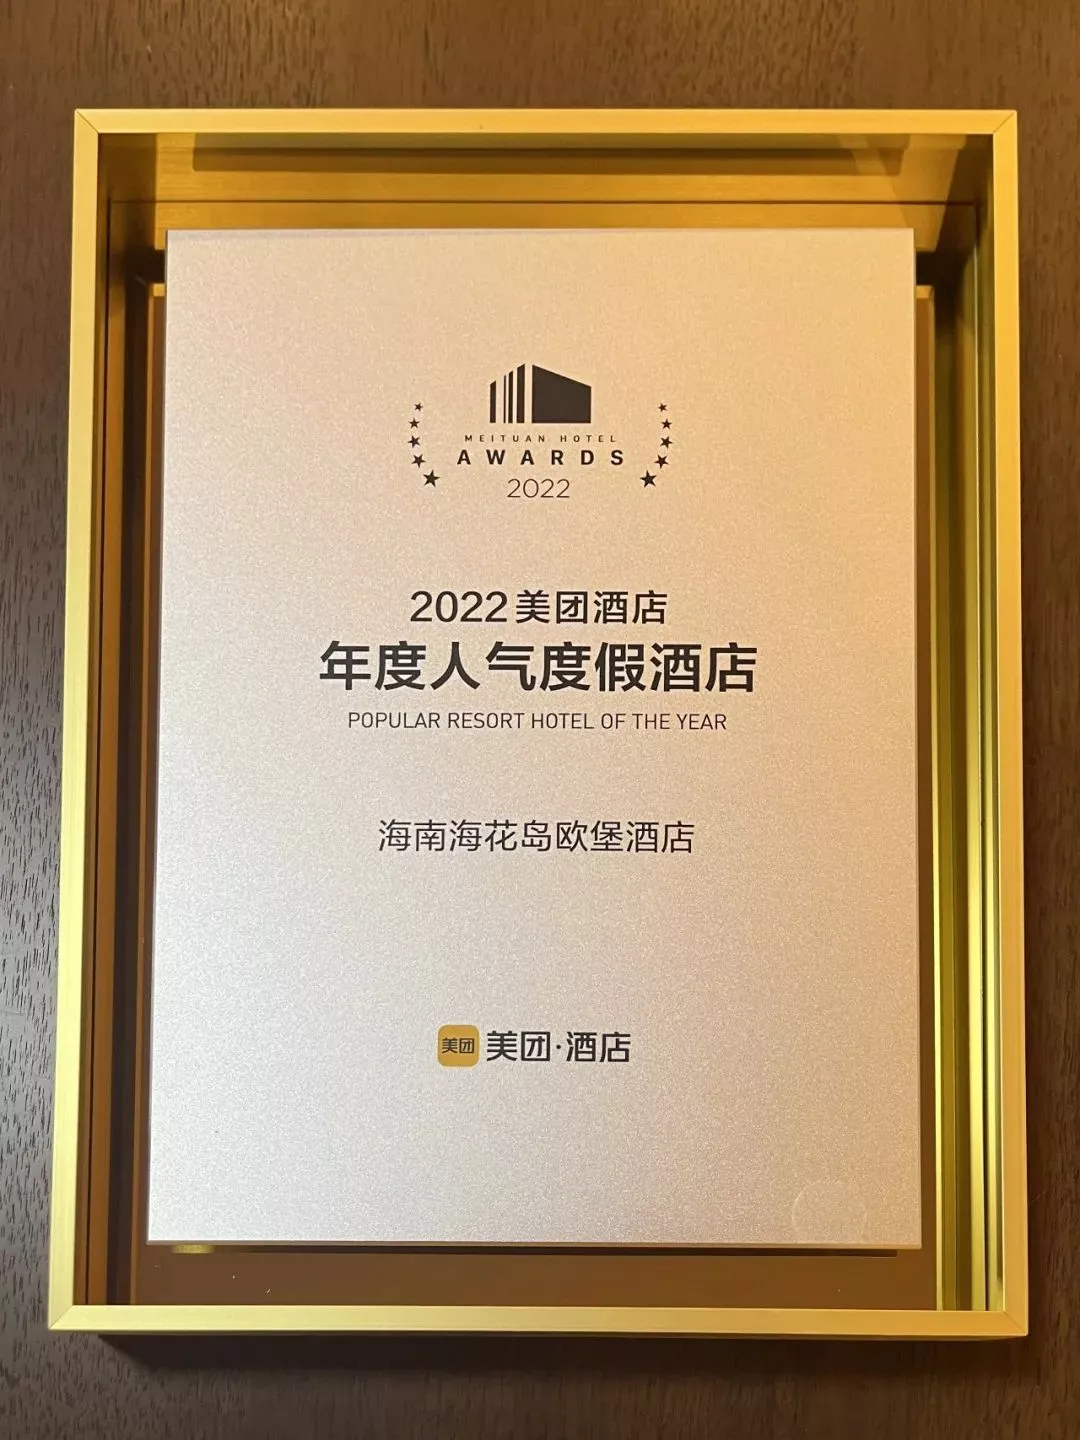 MEITUAN HOTEL
AWARDS
2022
2022美团酒店
年度人气度假酒店
POPULAR RESORT HOTEL OF THE YEAR
海南海花岛欧堡酒店
美团 美团·酒店